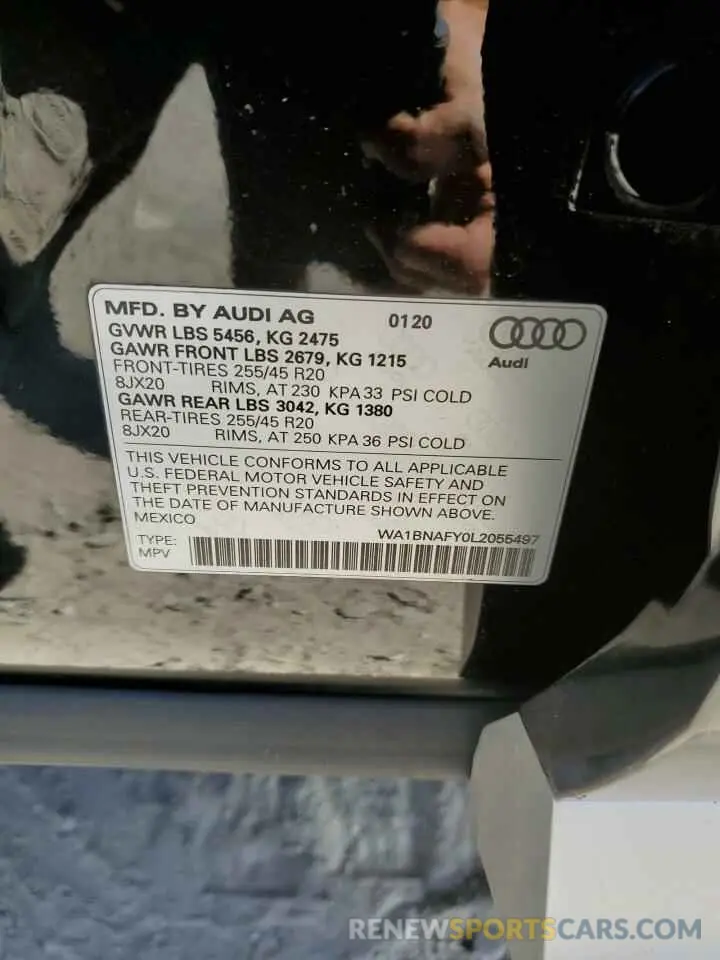 MFD. BY AUDI AG 0120
GVWR LBS 5456, KG 2475
GAWR FRONT LBS 2679, KG 1215
Audi
FRONT-TIRES 255/45 R20
8JX20 RIMS, AT 230 KPA 33 PSI COLD
GAWR REAR LBS 3042, KG 1380
REAR-TIRES 255/45 R20
8JX20 RIMS, AT 250 KPA 36 PSI COLD
THIS VEHICLE CONFORMS TO ALL APPLICABLE
U.S. FEDERAL MOTOR VEHICLE SAFETY AND
THEFT PREVENTION STANDARDS IN EFFECT ON
THE DATE OF MANUFACTURE SHOWN ABOVE.
MEXICO
WA1BNAFY0L2055497
TYPE:
MPV
RENEWSPORTSCARS.COM